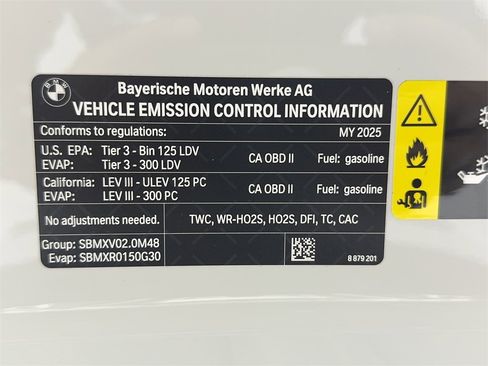 BMW
Bayerische Motoren Werke AG
VEHICLE EMISSION CONTROL INFORMATION
Conforms to regulations: MY 2025
U.S. EPA: Tier 3 - Bin 125 LDV
EVAP: Tier 3 - 300 LDV CA OBD II Fuel: gasoline
California: LEV III - ULEV 125 PC
EVAP: LEV III - 300 PC CA OBD II Fuel: gasoline
No adjustments needed. TWC, WR-HO2S, HO2S, DFI, TC, CAC
Group: SBMXV02.0M48
Evap: SBMXR0150G30 8 879 201